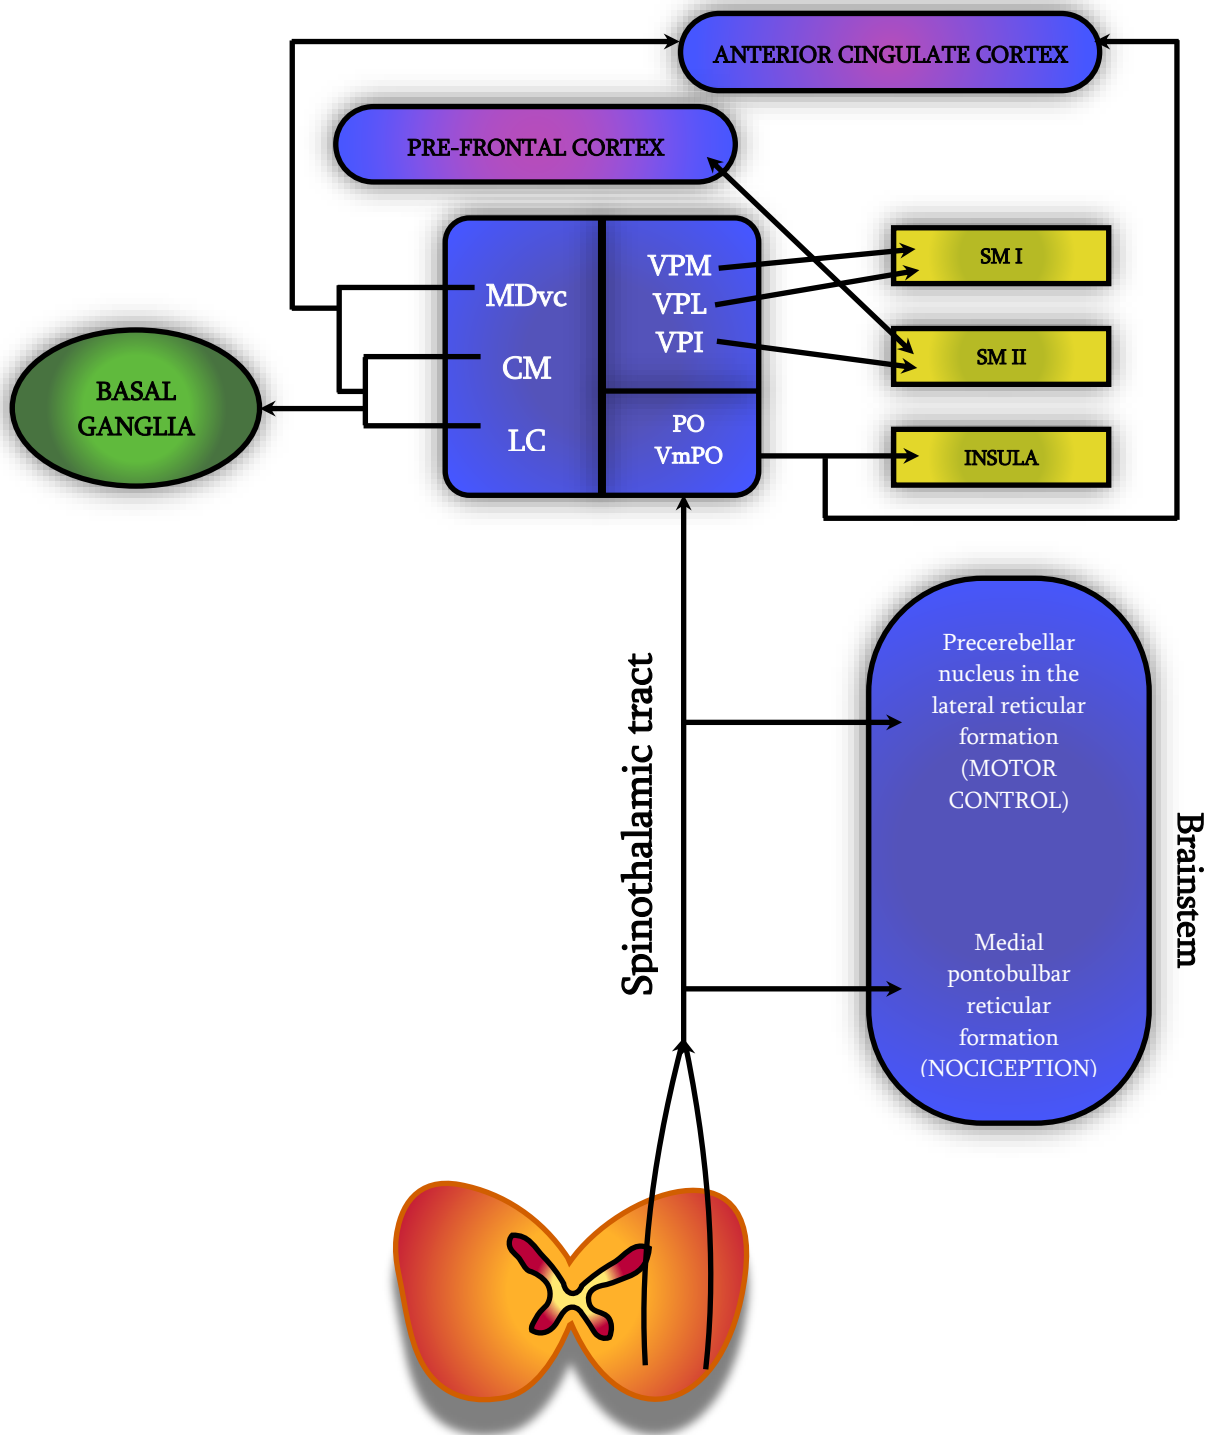 ANTERIOR CINGULATE CORTEX
PRE-FRONTAL CORTEX
MDvc
CM
LC
VPM
VPL
VPI
PO
VmPO
SM I
SM II
INSULA
BASAL
GANGLIA
Spinothalamic tract
Precerebellar
nucleus in the
lateral reticular
formation
(MOTOR
CONTROL)
Medial
pontobulbar
reticular
formation
(NOCICEPTION)
Brainstem